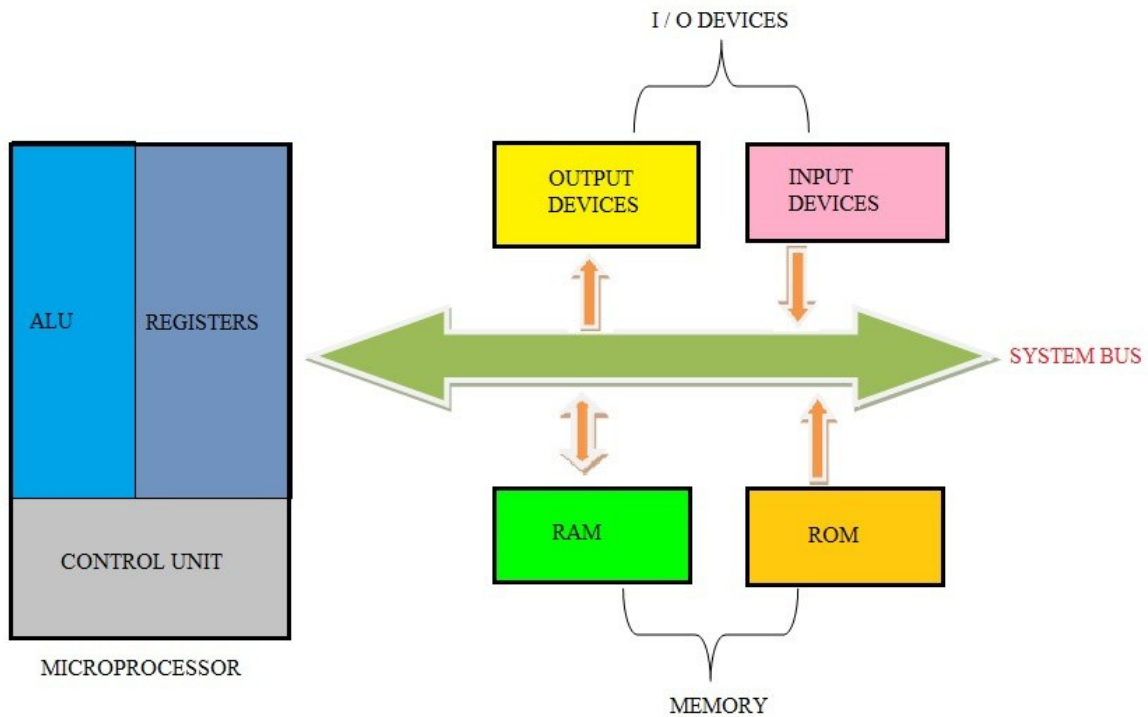 I / O DEVICES
OUTPUT
DEVICES
INPUT
DEVICES
ALU
REGISTERS
SYSTEM BUS
RAM
ROM
CONTROL UNIT
MICROPROCESSOR
MEMORY